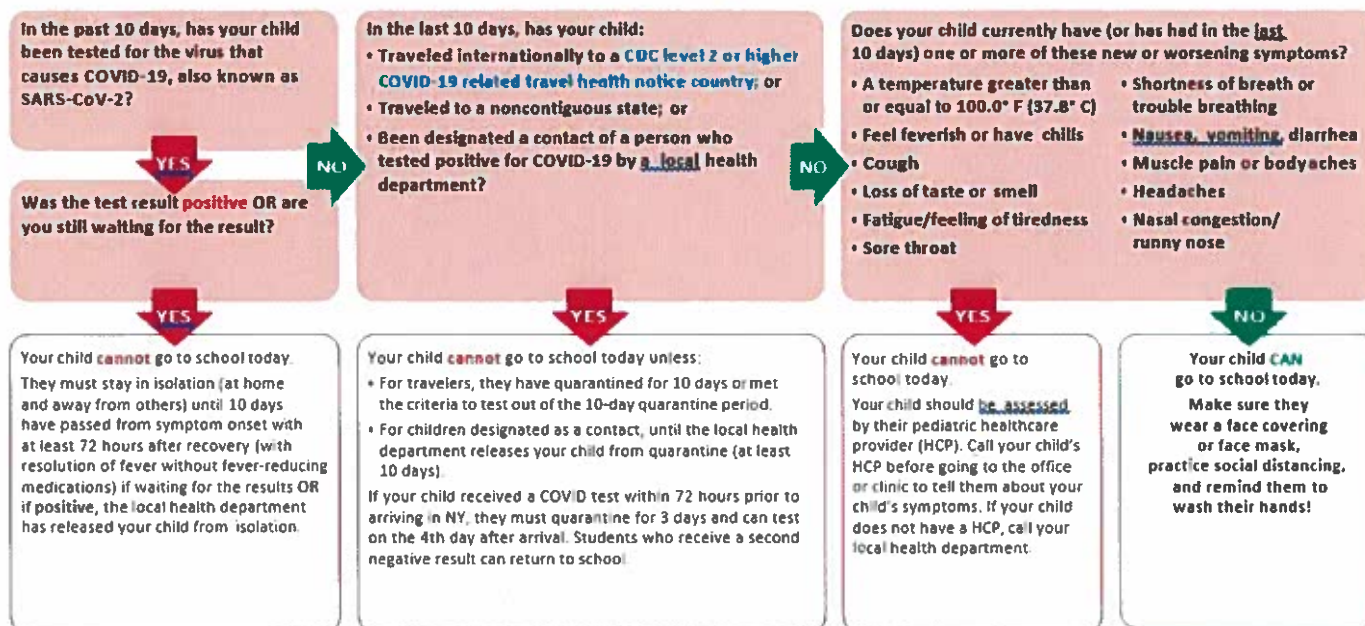 In the past 10 days, has your child
been tested for the virus that
causes COVID-19, also known as
SARS-CoV-2?
YES
Was the test result positive OR are
you still waiting for the result?
YES
Your child cannot go to school today.
They must stay in isolation (at home
and away from others) until 10 days
have passed from symptom onset with
at least 72 hours after recovery (with
resolution of fever without fever-reducing
medications) if waiting for the results OR
if positive, the local health department
has released your child from isolation.
NO
In the last 10 days, has your child:
• Traveled internationally to a CDC level 2 or higher
COVID-19 related travel health notice country; or
• Traveled to a noncontiguous state; or
• Been designated a contact of a person who
tested positive for COVID-19 by a local health
department?
YES
Your child cannot go to school today unless:
• For travelers, they have quarantined for 10 days or met
the criteria to test out of the 10-day quarantine period.
• For children designated as a contact, until the local health
department releases your child from quarantine (at least
10 days).
If your child received a COVID test within 72 hours prior to
arriving in NY, they must quarantine for 3 days and can test
on the 4th day after arrival. Students who receive a second
negative result can return to school
NO
Does your child currently have (or has had in the last
10 days) one or more of these new or worsening symptoms?
• A temperature greater than
or equal to 100.0° F (37.8° C)
• Feel feverish or have chills
• Cough
• Loss of taste or smell
• Fatigue/feeling of tiredness
• Sore throat
• Shortness of breath or
trouble breathing
• Nausea, vomiting, diarrhea
• Muscle pain or body aches
• Headaches
• Nasal congestion/
runny nose
YES
Your child cannot go to
school today.
Your child should be assessed
by their pediatric healthcare
provider (HCP). Call your child's
HCP before going to the office
or clinic to tell them about your
child's symptoms. If your child
does not have a HCP, call your
local health department.
NO
Your child CAN
go to school today.
Make sure they
wear a face covering
or face mask,
practice social distancing,
and remind them to
wash their hands!